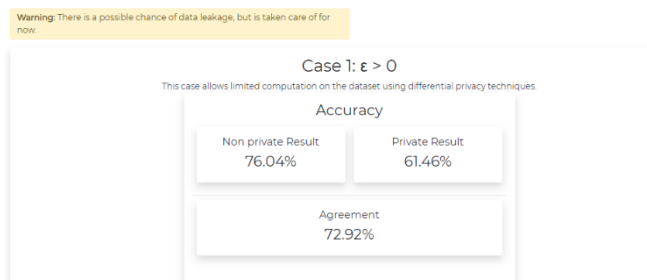 Warning: There is a possible chance of data leakage, but is taken care of for
now.
Case 1: ε > 0
This case allows limited computation on the dataset using differential privacy techniques.
Accuracy
Non private Result
76.04%
Private Result
61.46%
Agreement
72.92%